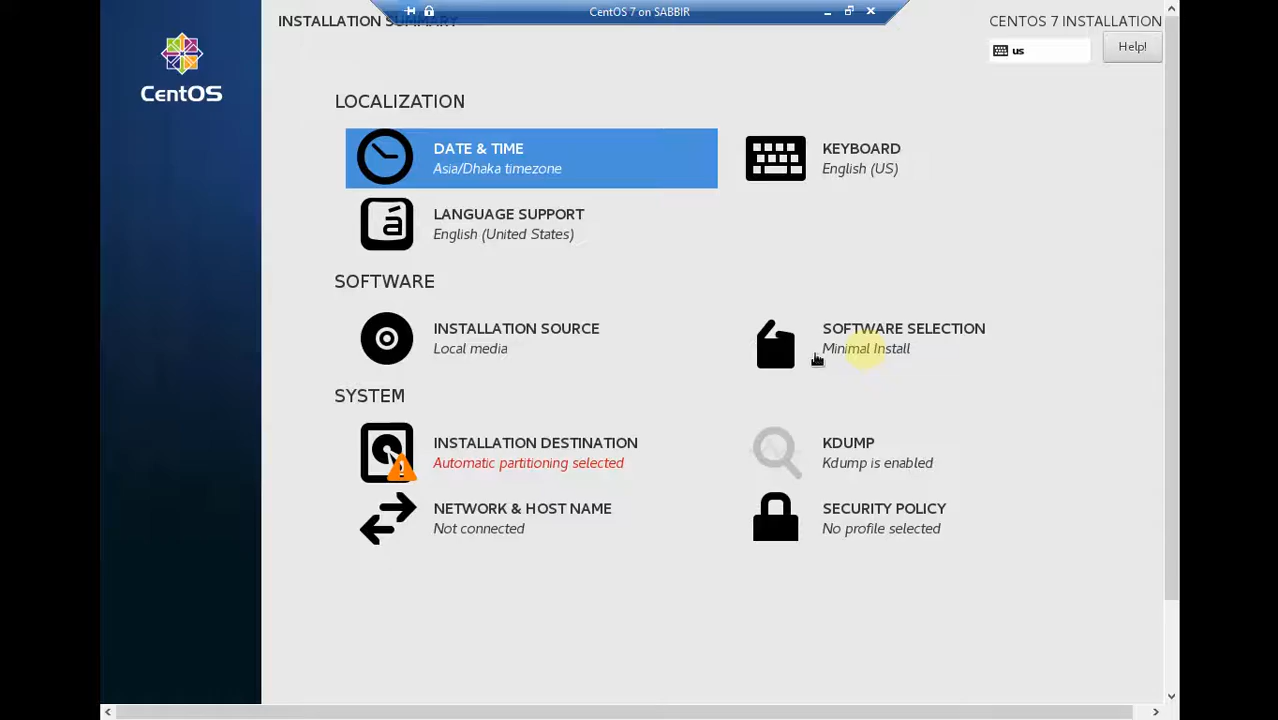 CentOS 7 on SABBIR
INSTALLATION SUMMARY
CENTOS 7 INSTALLATION
us
Help!
CentOS
LOCALIZATION
DATE & TIME
Asia/Dhaka timezone
KEYBOARD
English (US)
LANGUAGE SUPPORT
English (United States)
á
SOFTWARE
INSTALLATION SOURCE
Local media
SOFTWARE SELECTION
Minimal Install
SYSTEM
INSTALLATION DESTINATION
Automatic partitioning selected
KDUMP
Kdump is enabled
NETWORK & HOST NAME
Not connected
SECURITY POLICY
No profile selected